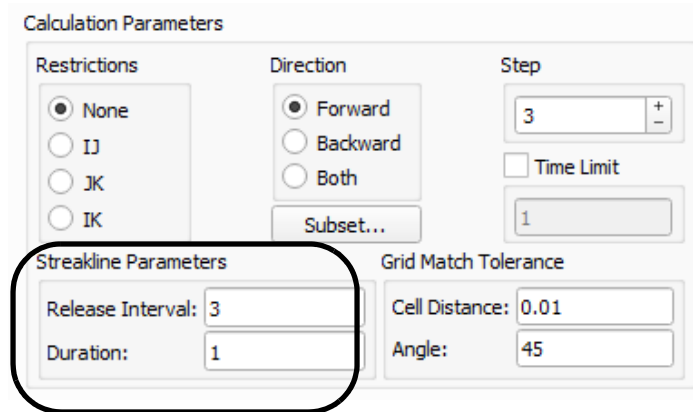 Calculation Parameters
Restrictions
None
IJ
JK
IK
Direction
Forward
Backward
Both
Subset...
Step
3
+
−
Time Limit
1
Streakline Parameters
Release Interval: 3
Duration: 1
Grid Match Tolerance
Cell Distance: 0.01
Angle: 45